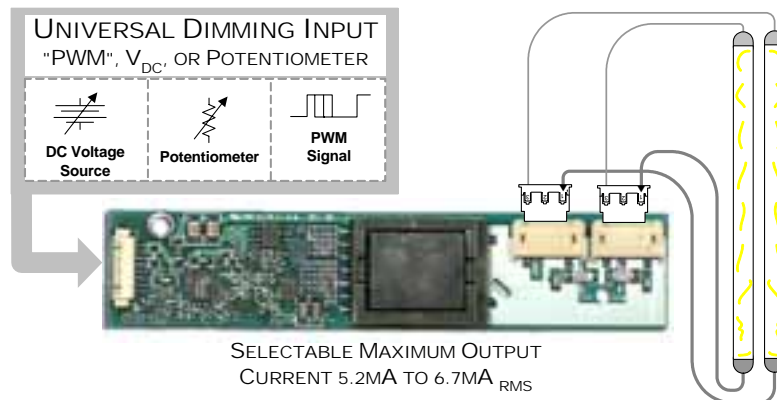 UNIVERSAL DIMMING INPUT
"PWM", VDC, OR POTENTIOMETER
DC Voltage
Source
Potentiometer
PWM
Signal
SELECTABLE MAXIMUM OUTPUT
CURRENT 5.2MA TO 6.7MA RMS